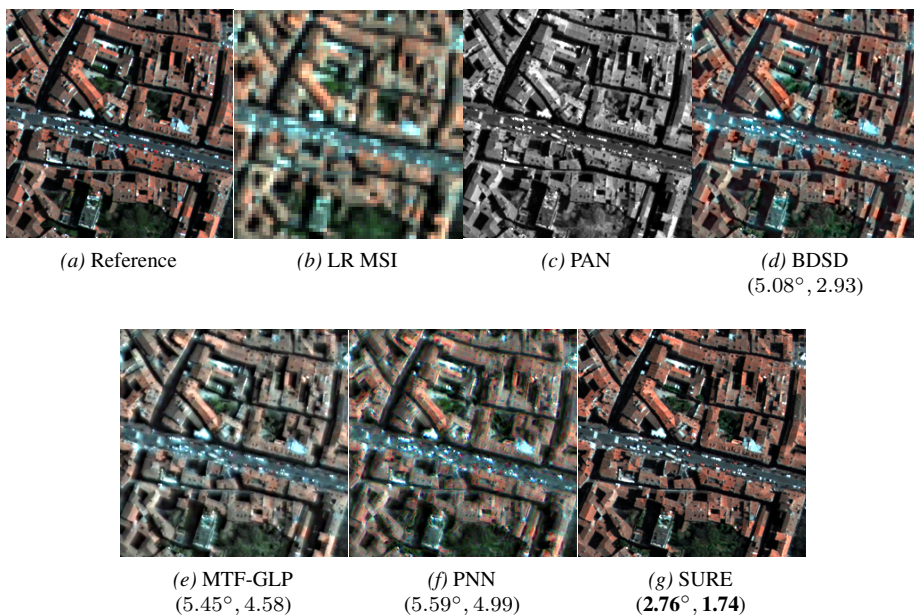 (a) Reference
(b) LR MSI
(c) PAN
(d) BDSD
(5.08°, 2.93)
(e) MTF-GLP
(5.45°, 4.58)
(f) PNN
(5.59°, 4.99)
(g) SURE
(2.76°, 1.74)